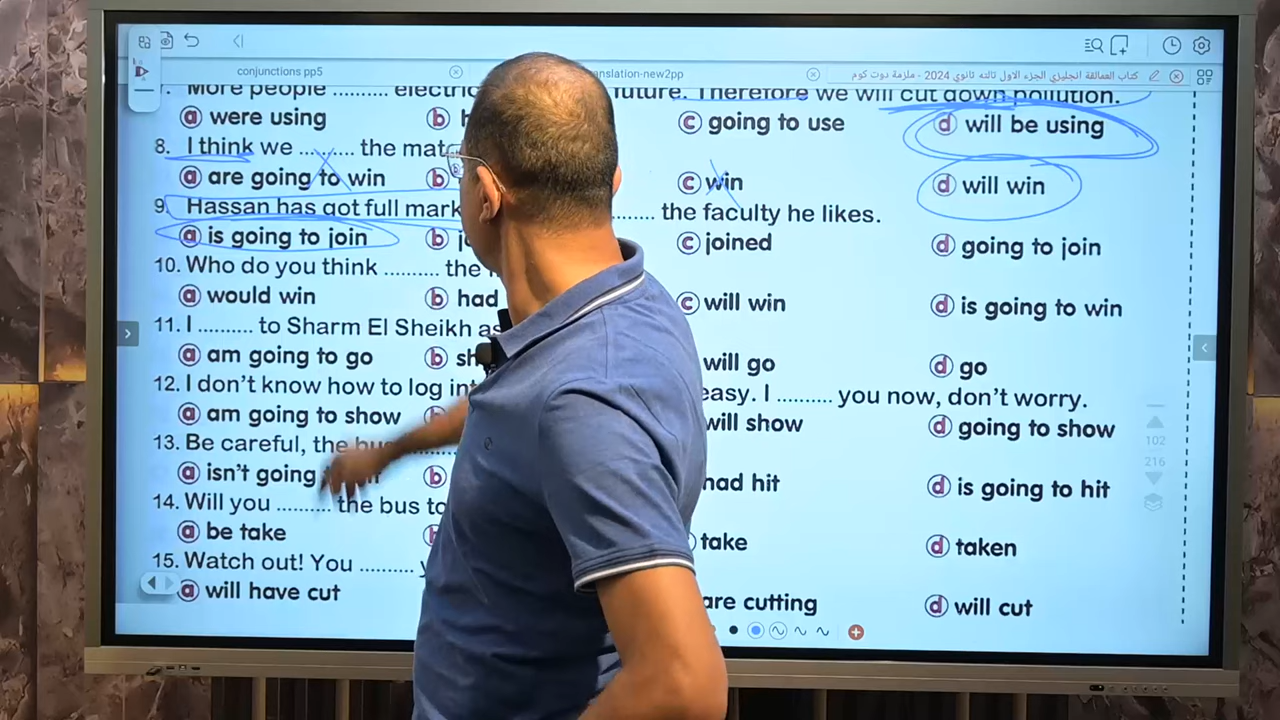 conjunctions pp5
anslation-new2pp
كتاب العمالقة انجليزي الجزء الاول تالته ثانوي 2024 - ملزمة دوت كوم
More people .......... electric future. Therefore we will cut down pollution.
a were using b c going to use d will be using
8. I think we .......... the mat
a are going to win b c win d will win
9. Hassan has got full mark .......... the faculty he likes.
a is going to join b c joined d going to join
10. Who do you think .......... the
a would win b had c will win d is going to win
11. I .......... to Sharm El Sheikh as
a am going to go b will go d go
12. I don't know how to log int easy. I .......... you now, don't worry.
a am going to show will show d going to show
13. Be careful, the bus
a isn't going b had hit d is going to hit
14. Will you .......... the bus to
a be take take d taken
15. Watch out! You ..........
a will have cut are cutting d will cut
102
216